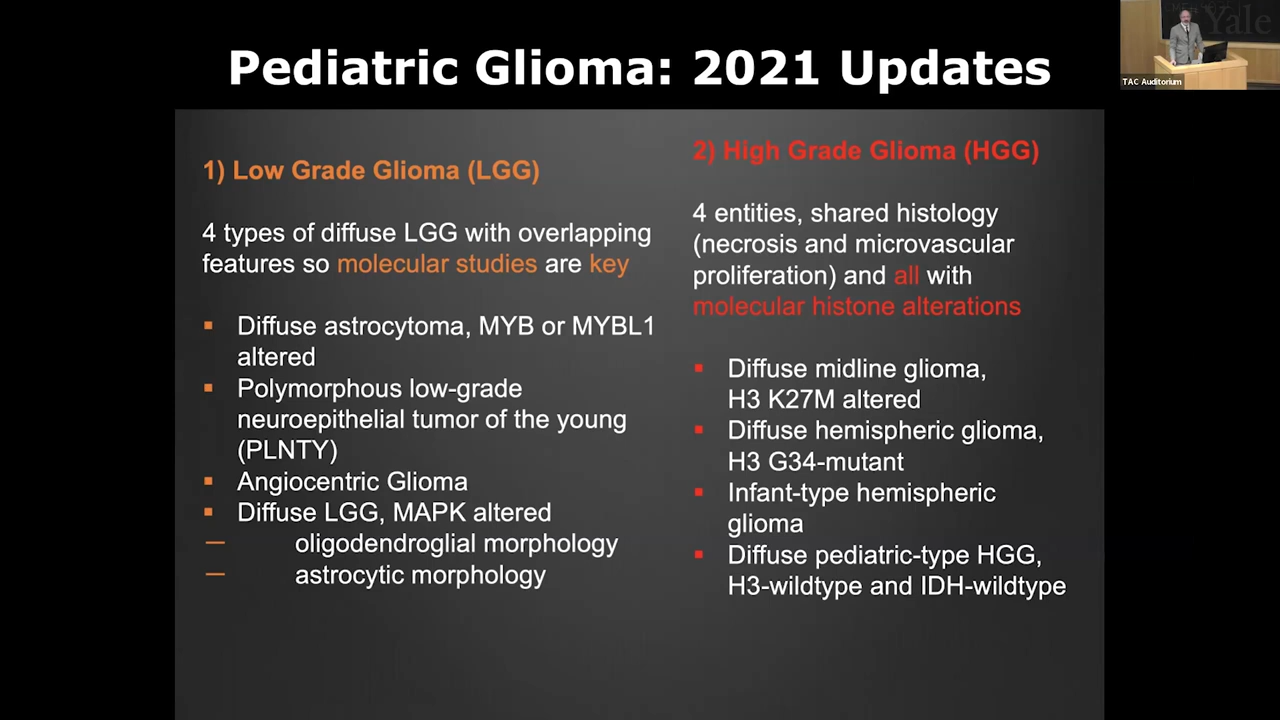 Pediatric Glioma: 2021 Updates
1) Low Grade Glioma (LGG)
4 types of diffuse LGG with overlapping
features so molecular studies are key
▪ Diffuse astrocytoma, MYB or MYBL1
altered
▪ Polymorphous low-grade
neuroepithelial tumor of the young
(PLNTY)
▪ Angiocentric Glioma
▪ Diffuse LGG, MAPK altered
— oligodendroglial morphology
— astrocytic morphology
2) High Grade Glioma (HGG)
4 entities, shared histology
(necrosis and microvascular
proliferation) and all with
molecular histone alterations
▪ Diffuse midline glioma,
H3 K27M altered
▪ Diffuse hemispheric glioma,
H3 G34-mutant
▪ Infant-type hemispheric
glioma
▪ Diffuse pediatric-type HGG,
H3-wildtype and IDH-wildtype
Yale
TAC Auditorium